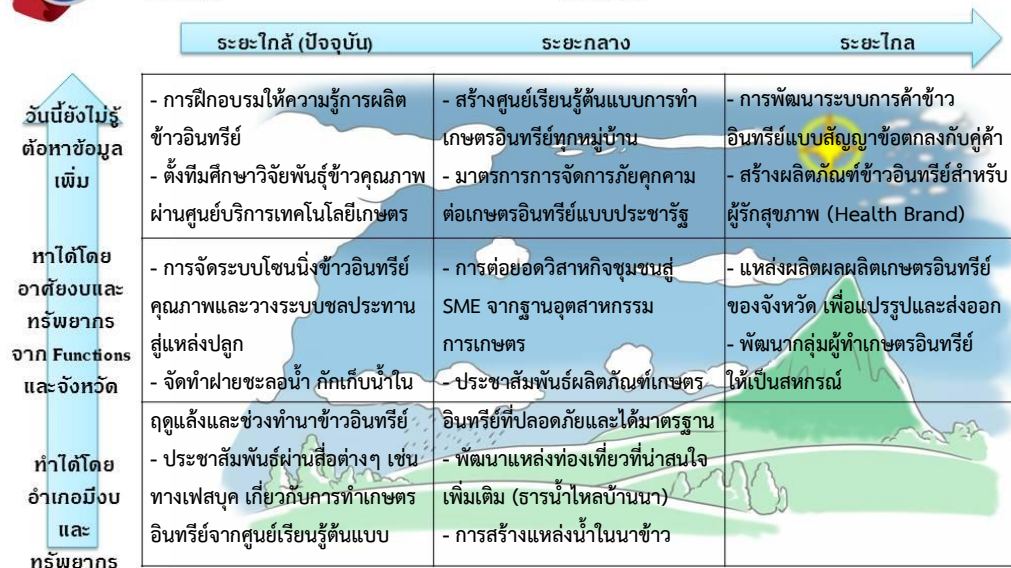 ระยะใกล้ (ปัจจุบัน)
ระยะกลาง
ระยะไกล
วันนี้ยังไม่รู้
ต้อหาข้อมูล
เพิ่ม
- การฝึกอบรมให้ความรู้การผลิต
ข้าวอินทรีย์
- ตั้งทีมศึกษาวิจัยพันธุ์ข้าวคุณภาพ
ผ่านศูนย์บริการเทคโนโลยีเกษตร
- สร้างศูนย์เรียนรู้ต้นแบบการทำ
เกษตรอินทรีย์ทุกหมู่บ้าน
- มาตรการการจัดการภัยคุกคาม
ต่อเกษตรอินทรีย์แบบประชารัฐ
- การพัฒนาระบบการค้าข้าว
อินทรีย์แบบสัญญาข้อตกลงกับคู่ค้า
- สร้างผลิตภัณฑ์ข้าวอินทรีย์สำหรับ
ผู้รักสุขภาพ (Health Brand)
หาได้โดย
อาศัยงบและ
ทรัพยากร
จาก Functions
และจังหวัด
- การจัดระบบโซนนิ่งข้าวอินทรีย์
คุณภาพและวางระบบชลประทาน
สู่แหล่งปลูก
- จัดทำฝายชะลอน้ำ กักเก็บน้ำใน
- การต่อยอดวิสาหกิจชุมชนสู่
SME จากฐานอุตสาหกรรม
การเกษตร
- ประชาสัมพันธ์ผลิตภัณฑ์เกษตร
- แหล่งผลิตผลผลิตเกษตรอินทรีย์
ของจังหวัด เพื่อแปรรูปและส่งออก
- พัฒนากลุ่มผู้ทำเกษตรอินทรีย์
ให้เป็นสหกรณ์
ทำได้โดย
อำเภอมีงบ
และ
ทรัพยากร
ฤดูแล้งและช่วงทำนาข้าวอินทรีย์
- ประชาสัมพันธ์ผ่านสื่อต่างๆ เช่น
ทางเฟสบุค เกี่ยวกับการทำเกษตร
อินทรีย์จากศูนย์เรียนรู้ต้นแบบ
อินทรีย์ที่ปลอดภัยและได้มาตรฐาน
- พัฒนาแหล่งท่องเที่ยวที่น่าสนใจ
เพิ่มเติม (ธารน้ำไหลบ้านนา)
- การสร้างแหล่งน้ำในนาข้าว